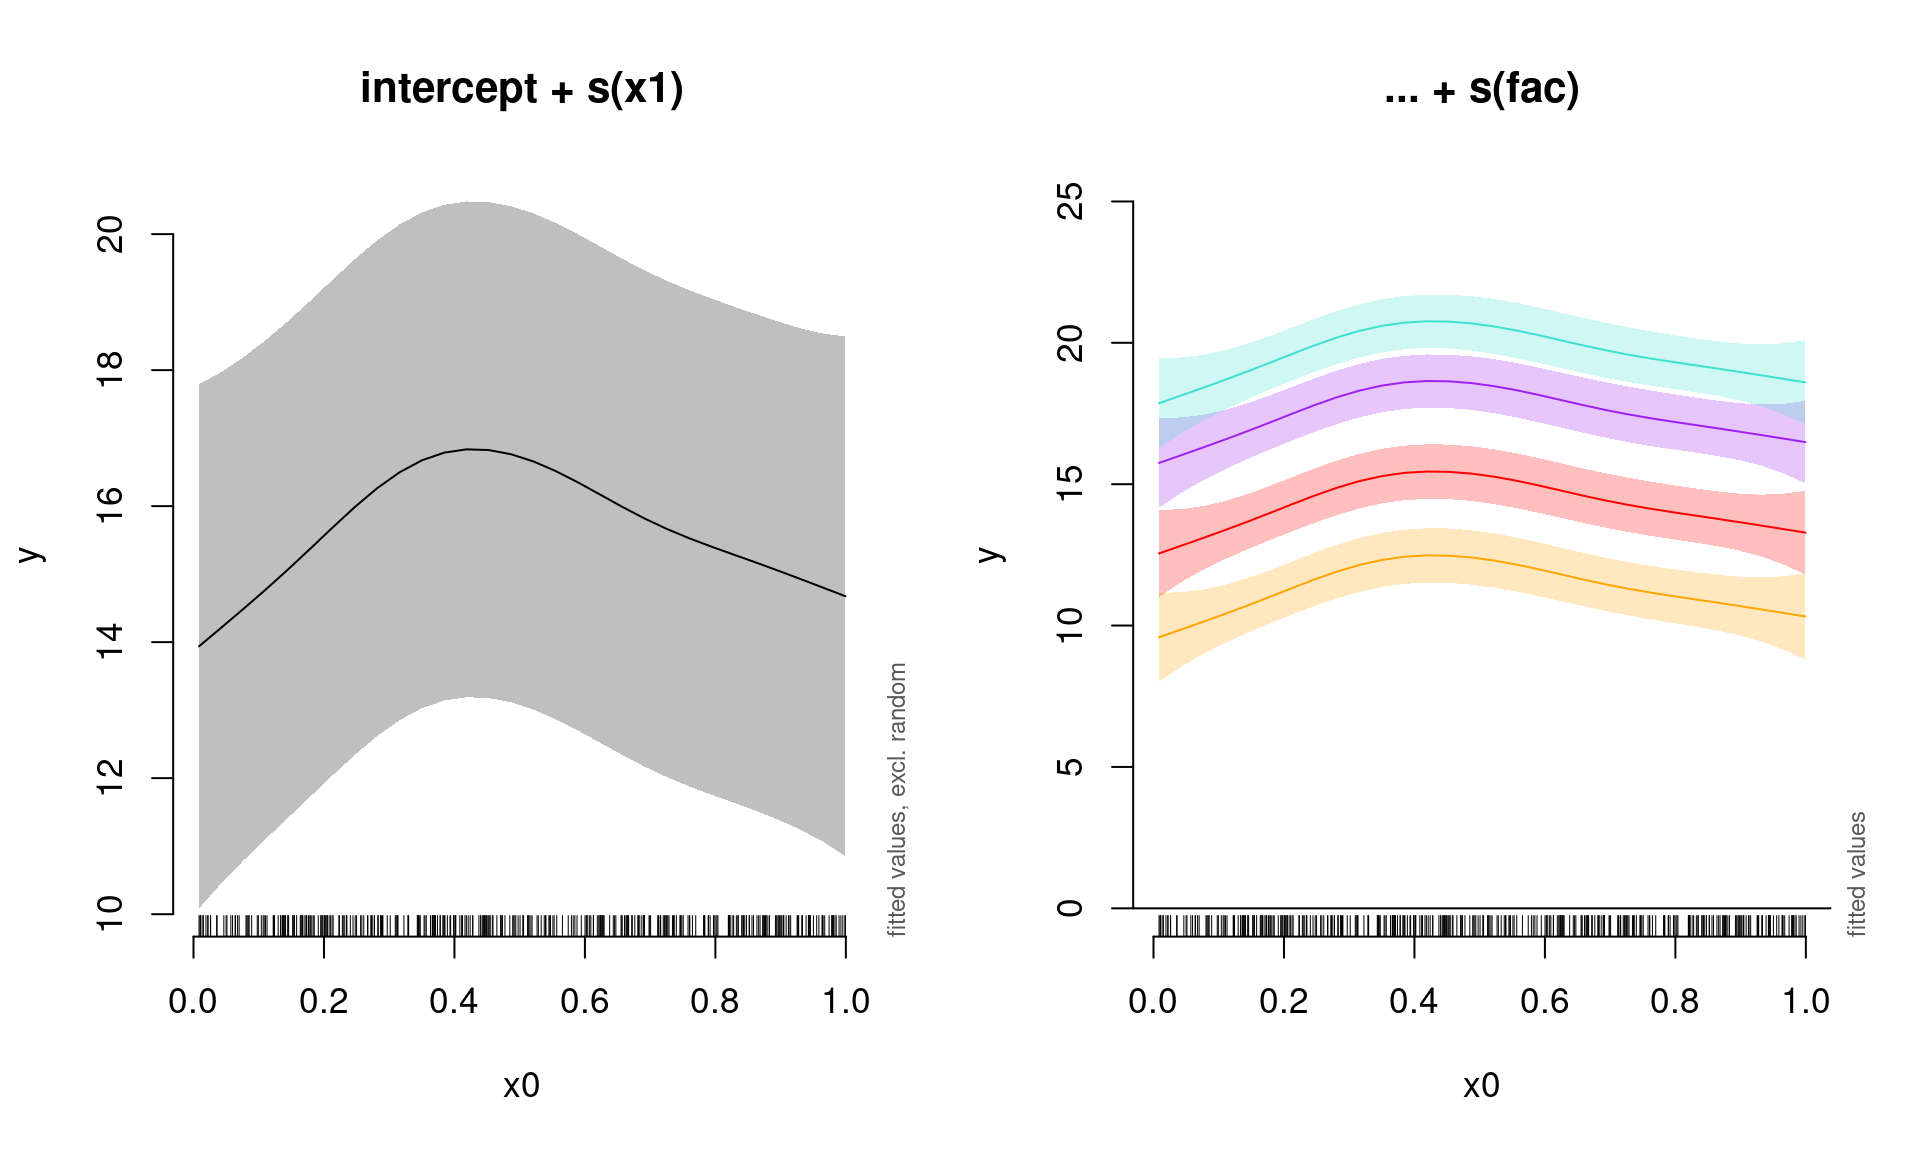 intercept + s(x1)
y
20
18
16
14
12
10
0.0 0.2 0.4 0.6 0.8 1.0
x0
fitted values, excl. random
... + s(fac)
y
25
20
15
10
5
0
0.0 0.2 0.4 0.6 0.8 1.0
x0
fitted values